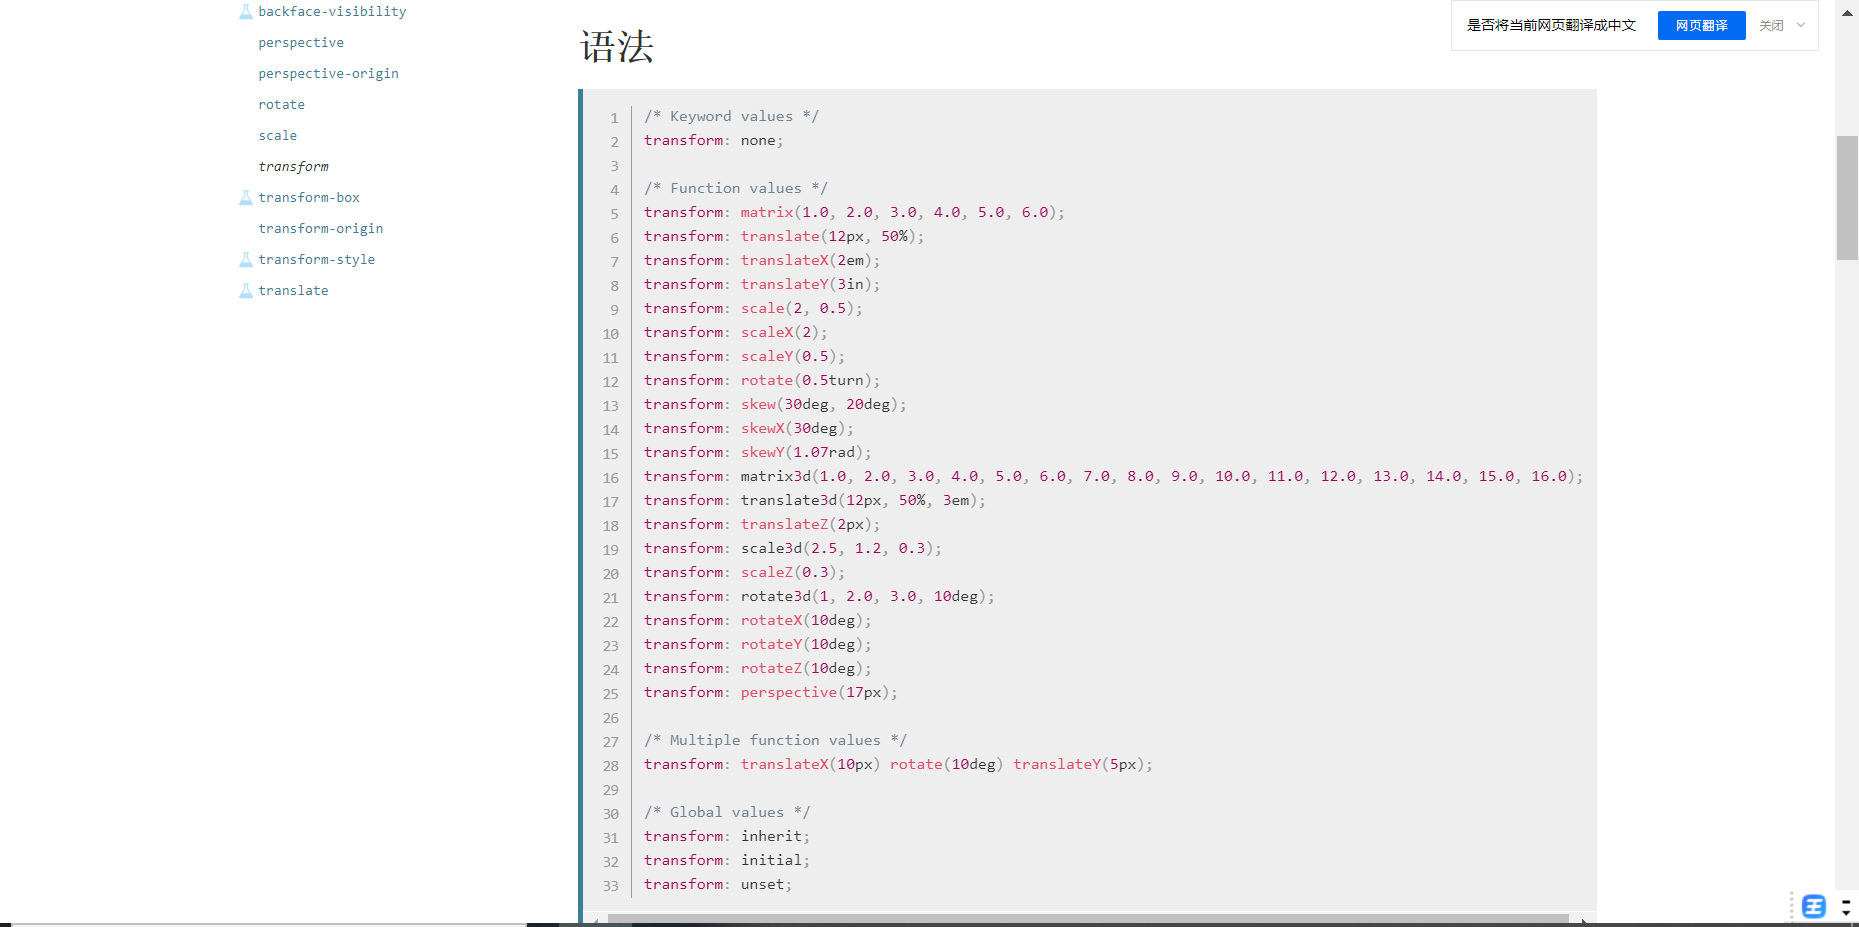 backface-visibility
perspective
perspective-origin
rotate
scale
transform
transform-box
transform-origin
transform-style
translate
语法
是否将当前网页翻译成中文 网页翻译 关闭
1 /* Keyword values */
2 transform: none;
3
4 /* Function values */
5 transform: matrix(1.0, 2.0, 3.0, 4.0, 5.0, 6.0);
6 transform: translate(12px, 50%);
7 transform: translateX(2em);
8 transform: translateY(3in);
9 transform: scale(2, 0.5);
10 transform: scaleX(2);
11 transform: scaleY(0.5);
12 transform: rotate(0.5turn);
13 transform: skew(30deg, 20deg);
14 transform: skewX(30deg);
15 transform: skewY(1.07rad);
16 transform: matrix3d(1.0, 2.0, 3.0, 4.0, 5.0, 6.0, 7.0, 8.0, 9.0, 10.0, 11.0, 12.0, 13.0, 14.0, 15.0, 16.0);
17 transform: translate3d(12px, 50%, 3em);
18 transform: translateZ(2px);
19 transform: scale3d(2.5, 1.2, 0.3);
20 transform: scaleZ(0.3);
21 transform: rotate3d(1, 2.0, 3.0, 10deg);
22 transform: rotateX(10deg);
23 transform: rotateY(10deg);
24 transform: rotateZ(10deg);
25 transform: perspective(17px);
26
27 /* Multiple function values */
28 transform: translateX(10px) rotate(10deg) translateY(5px);
29
30 /* Global values */
31 transform: inherit;
32 transform: initial;
33 transform: unset;